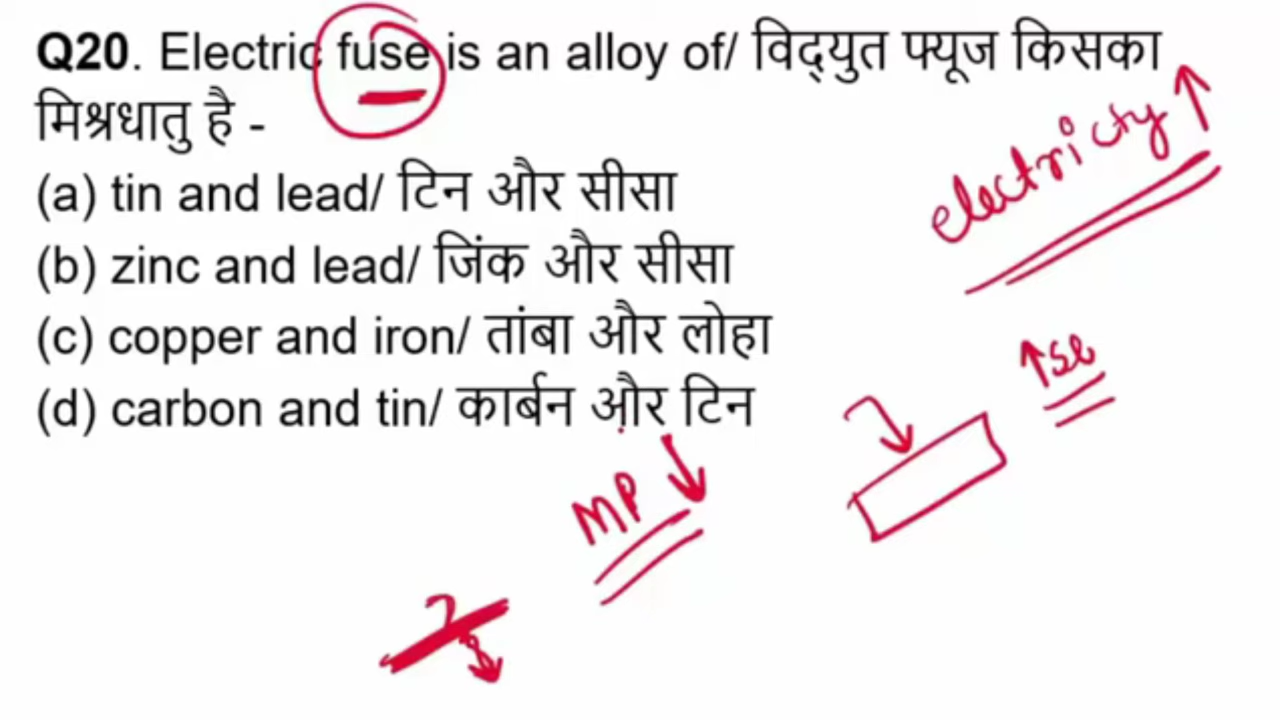 Q20. Electric fuse is an alloy of/ विद्युत फ्यूज किसका
मिश्रधातु है -
(a) tin and lead/ टिन और सीसा
(b) zinc and lead/ जिंक और सीसा
(c) copper and iron/ तांबा और लोहा
(d) carbon and tin/ कार्बन और टिन
electricity ↑
MP ↓